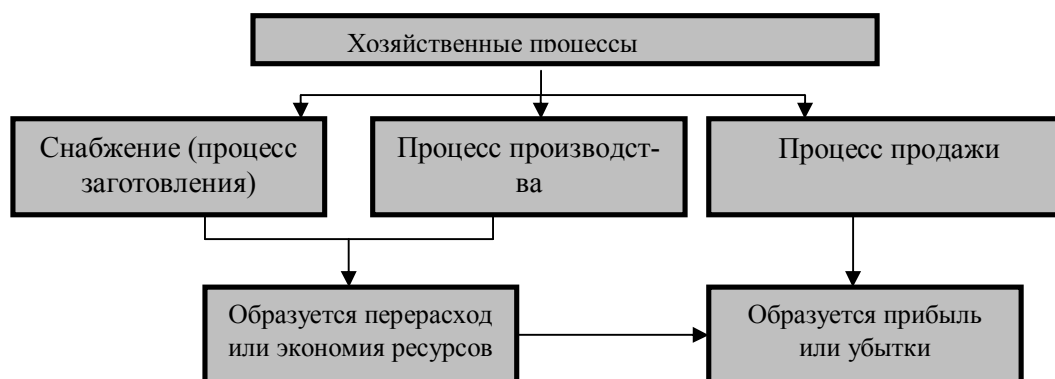 Хозяйственные процессы
Снабжение (процесс
заготовления)
Процесс производст-
ва
Процесс продажи
Образуется перерасход
или экономия ресурсов
Образуется прибыль
или убытки